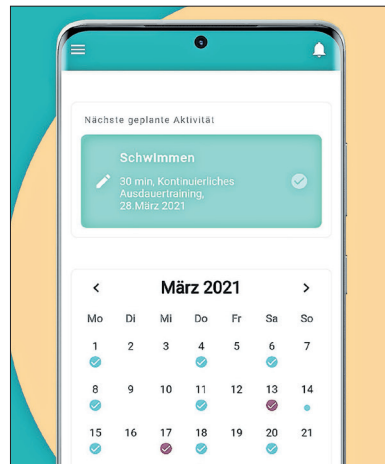 Nächste geplante Aktivität
Schwimmen
30 min, Kontinuierliches
Ausdauertraining,
28.März 2021
März 2021
Mo Di Mi Do Fr Sa So
1 2 3 4 5 6 7
8 9 10 11 12 13 14
15 16 17 18 19 20 21